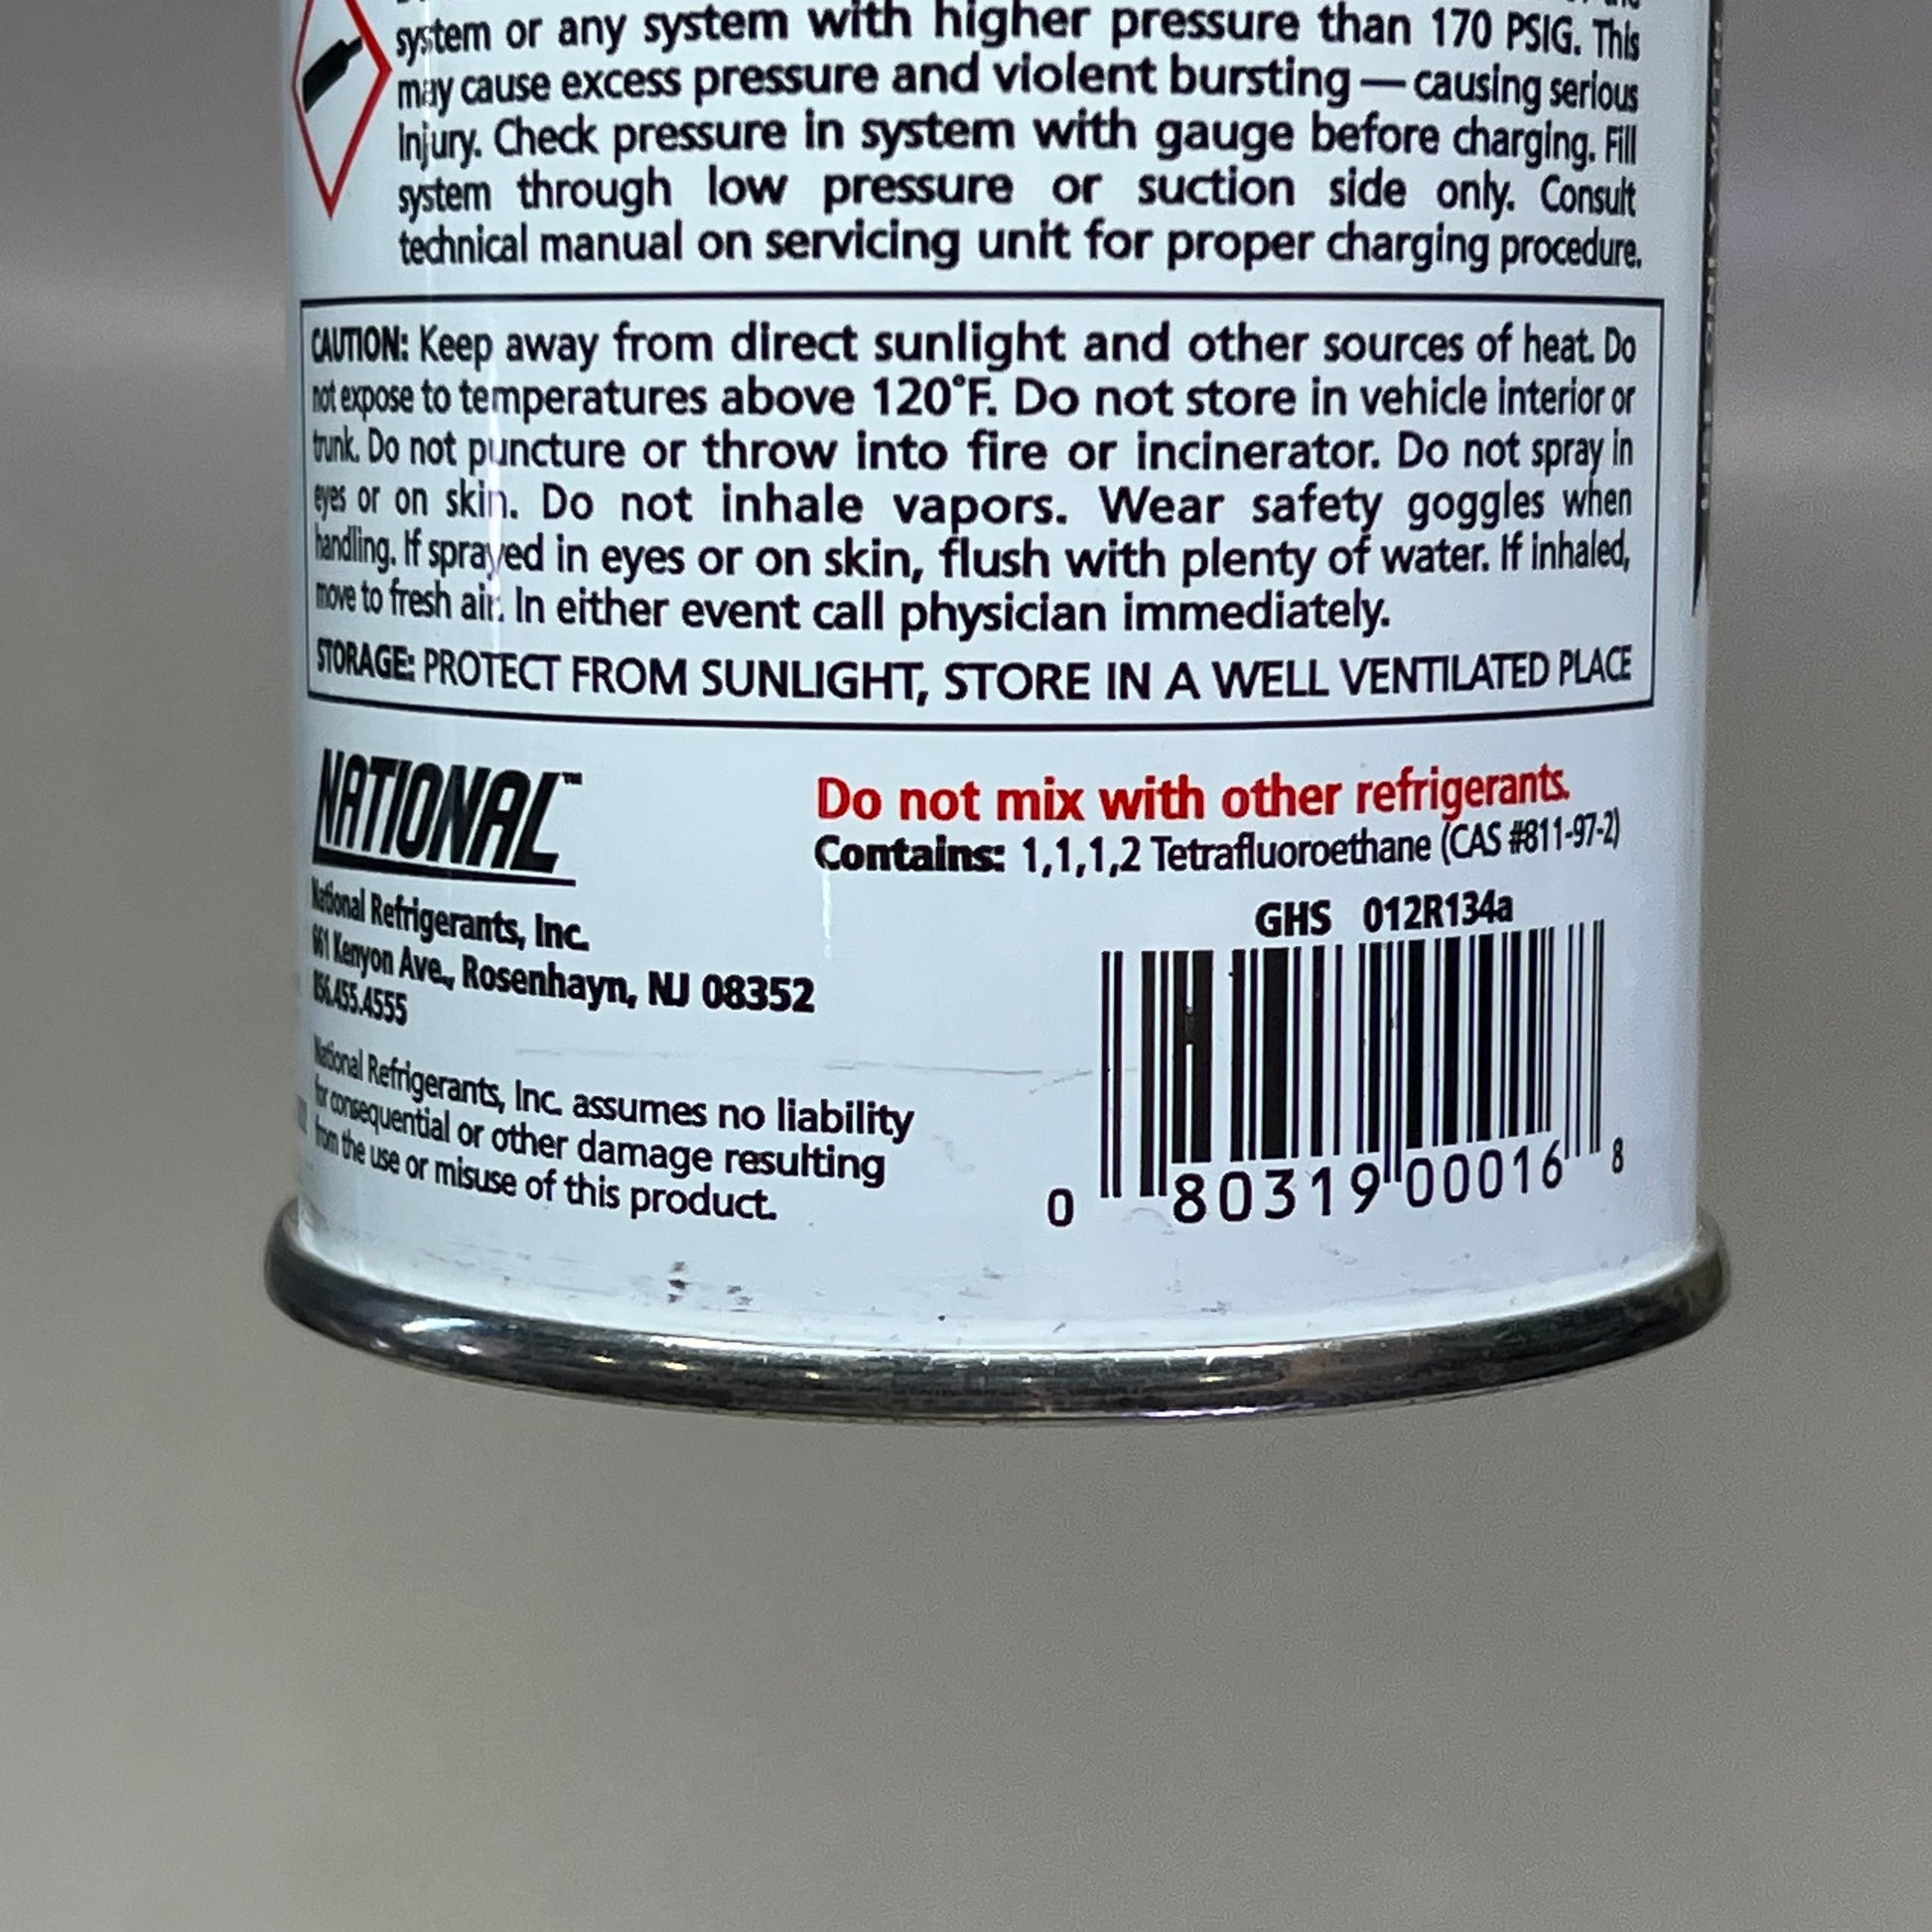 system or any system with higher pressure than 170 PSIG. This
may cause excess pressure and violent bursting — causing serious
injury. Check pressure in system with gauge before charging. Fill
system through low pressure or suction side only. Consult
technical manual on servicing unit for proper charging procedure.
CAUTION: Keep away from direct sunlight and other sources of heat. Do
not expose to temperatures above 120°F. Do not store in vehicle interior or
trunk. Do not puncture or throw into fire or incinerator. Do not spray in
eyes or on skin. Do not inhale vapors. Wear safety goggles when
handling. If sprayed in eyes or on skin, flush with plenty of water. If inhaled,
move to fresh air. In either event call physician immediately.
STORAGE: PROTECT FROM SUNLIGHT, STORE IN A WELL VENTILATED PLACE
NATIONAL™
National Refrigerants, Inc.
661 Kenyon Ave., Rosenhayn, NJ 08352
856.455.4555
National Refrigerants, Inc. assumes no liability
for consequential or other damage resulting
from the use or misuse of this product.
Do not mix with other refrigerants.
Contains: 1,1,1,2 Tetrafluoroethane (CAS #811-97-2)
GHS 012R134a
0 80319 00016 8